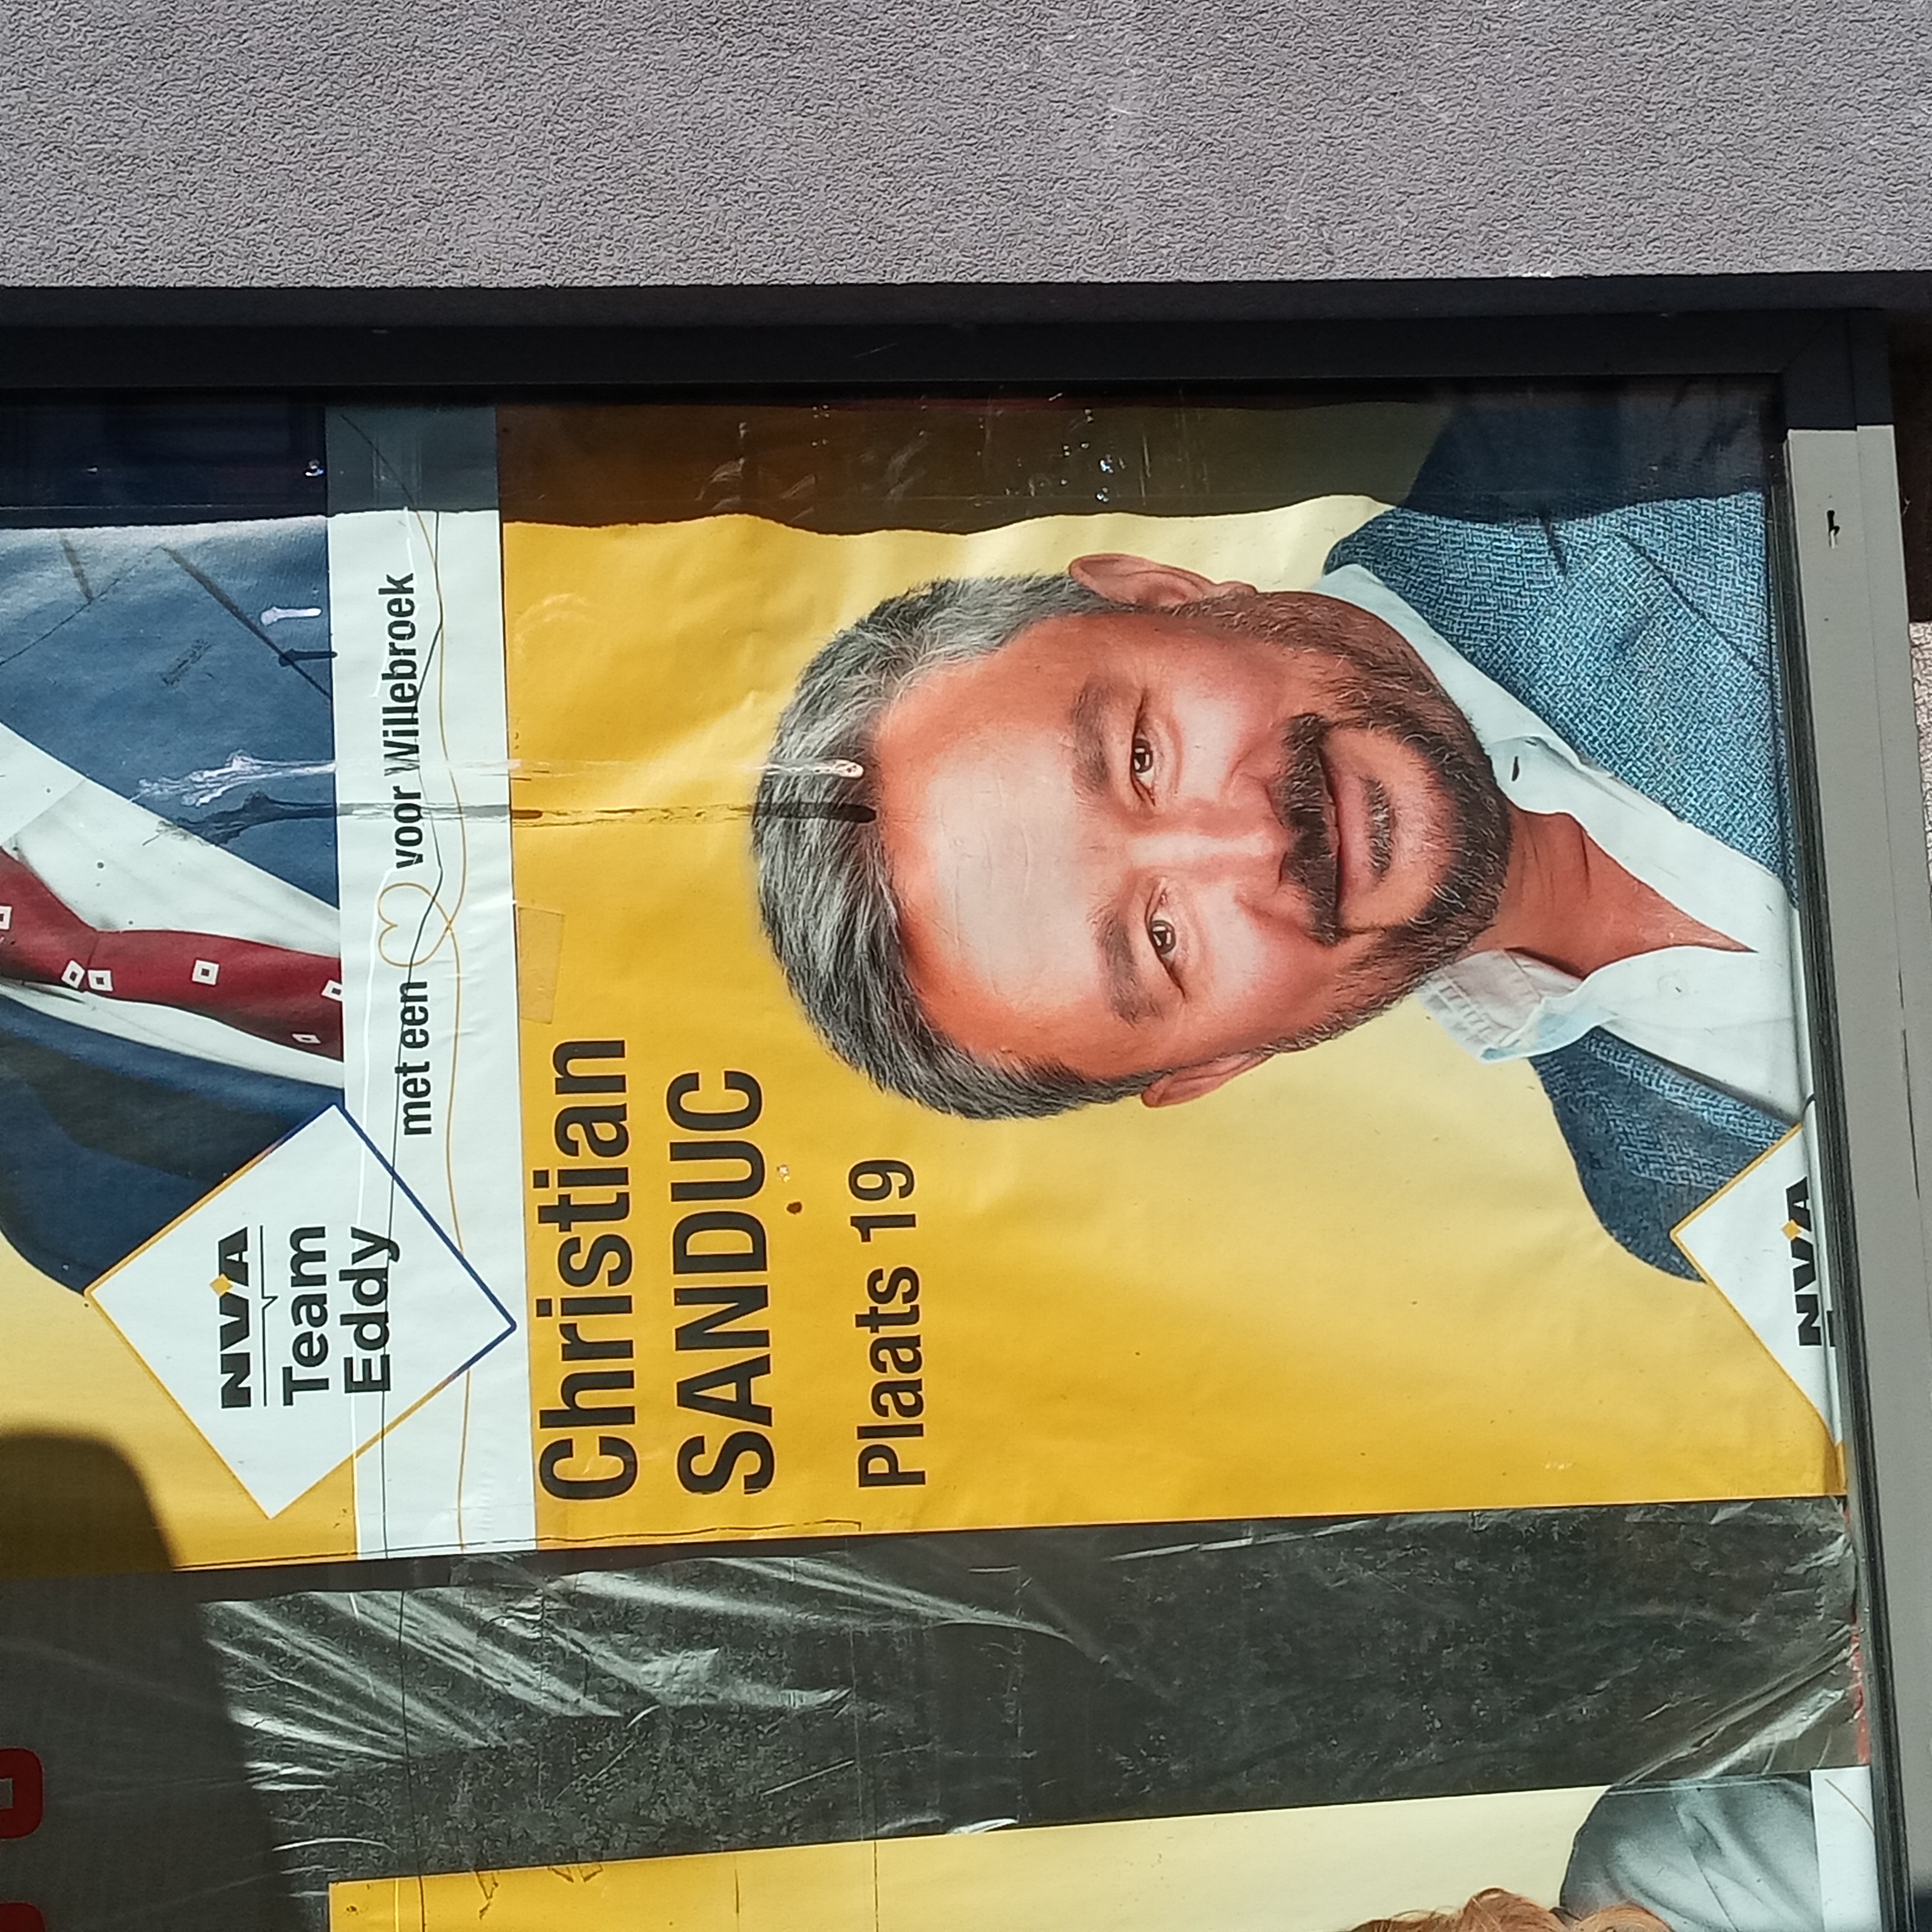 N-VA
Team
Eddy
met een voor Willebroek
Christian
SANDUC
Plaats 19
N-VA